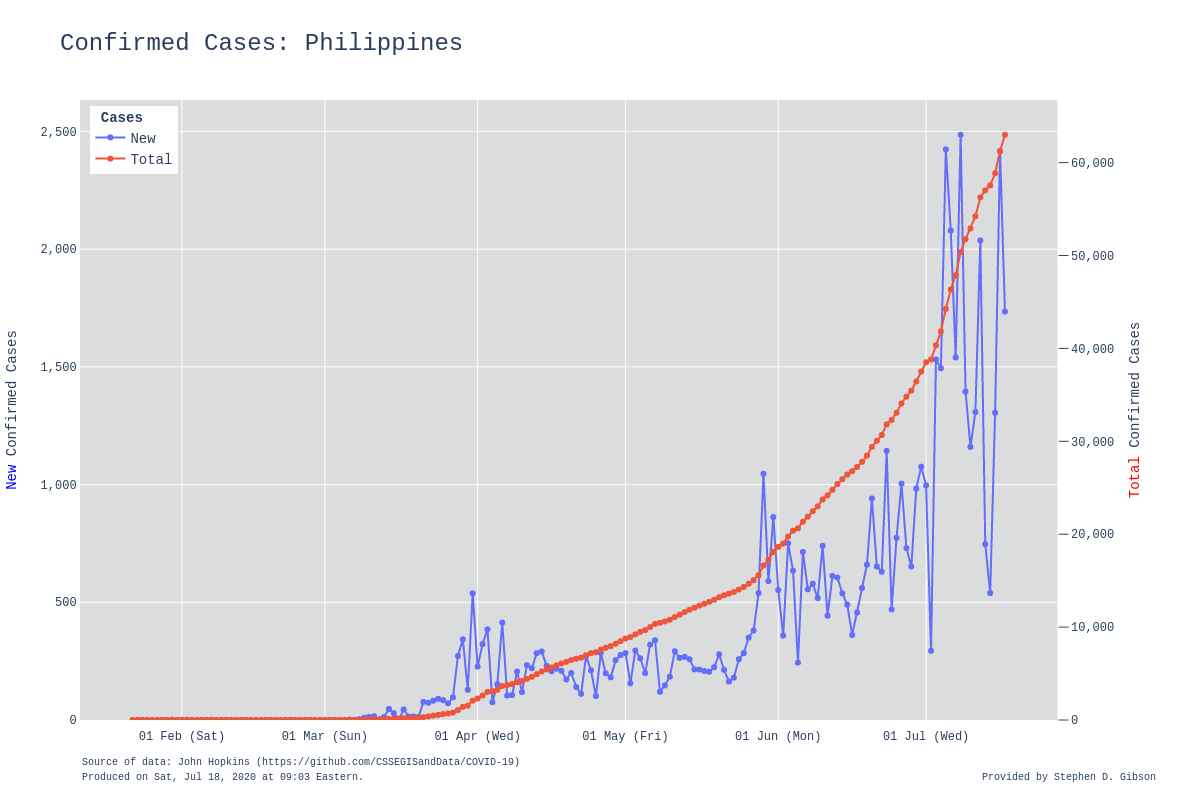 Confirmed Cases: Philippines
Cases
New
Total
2,500
2,000
1,500
1,000
500
0
New Confirmed Cases
60,000
50,000
40,000
30,000
20,000
10,000
0
Total Confirmed Cases
01 Feb (Sat) 01 Mar (Sun) 01 Apr (Wed) 01 May (Fri) 01 Jun (Mon) 01 Jul (Wed)
Source of data: John Hopkins (https://github.com/CSSEGISandData/COVID-19)
Produced on Sat, Jul 18, 2020 at 09:03 Eastern.
Provided by Stephen D. Gibson